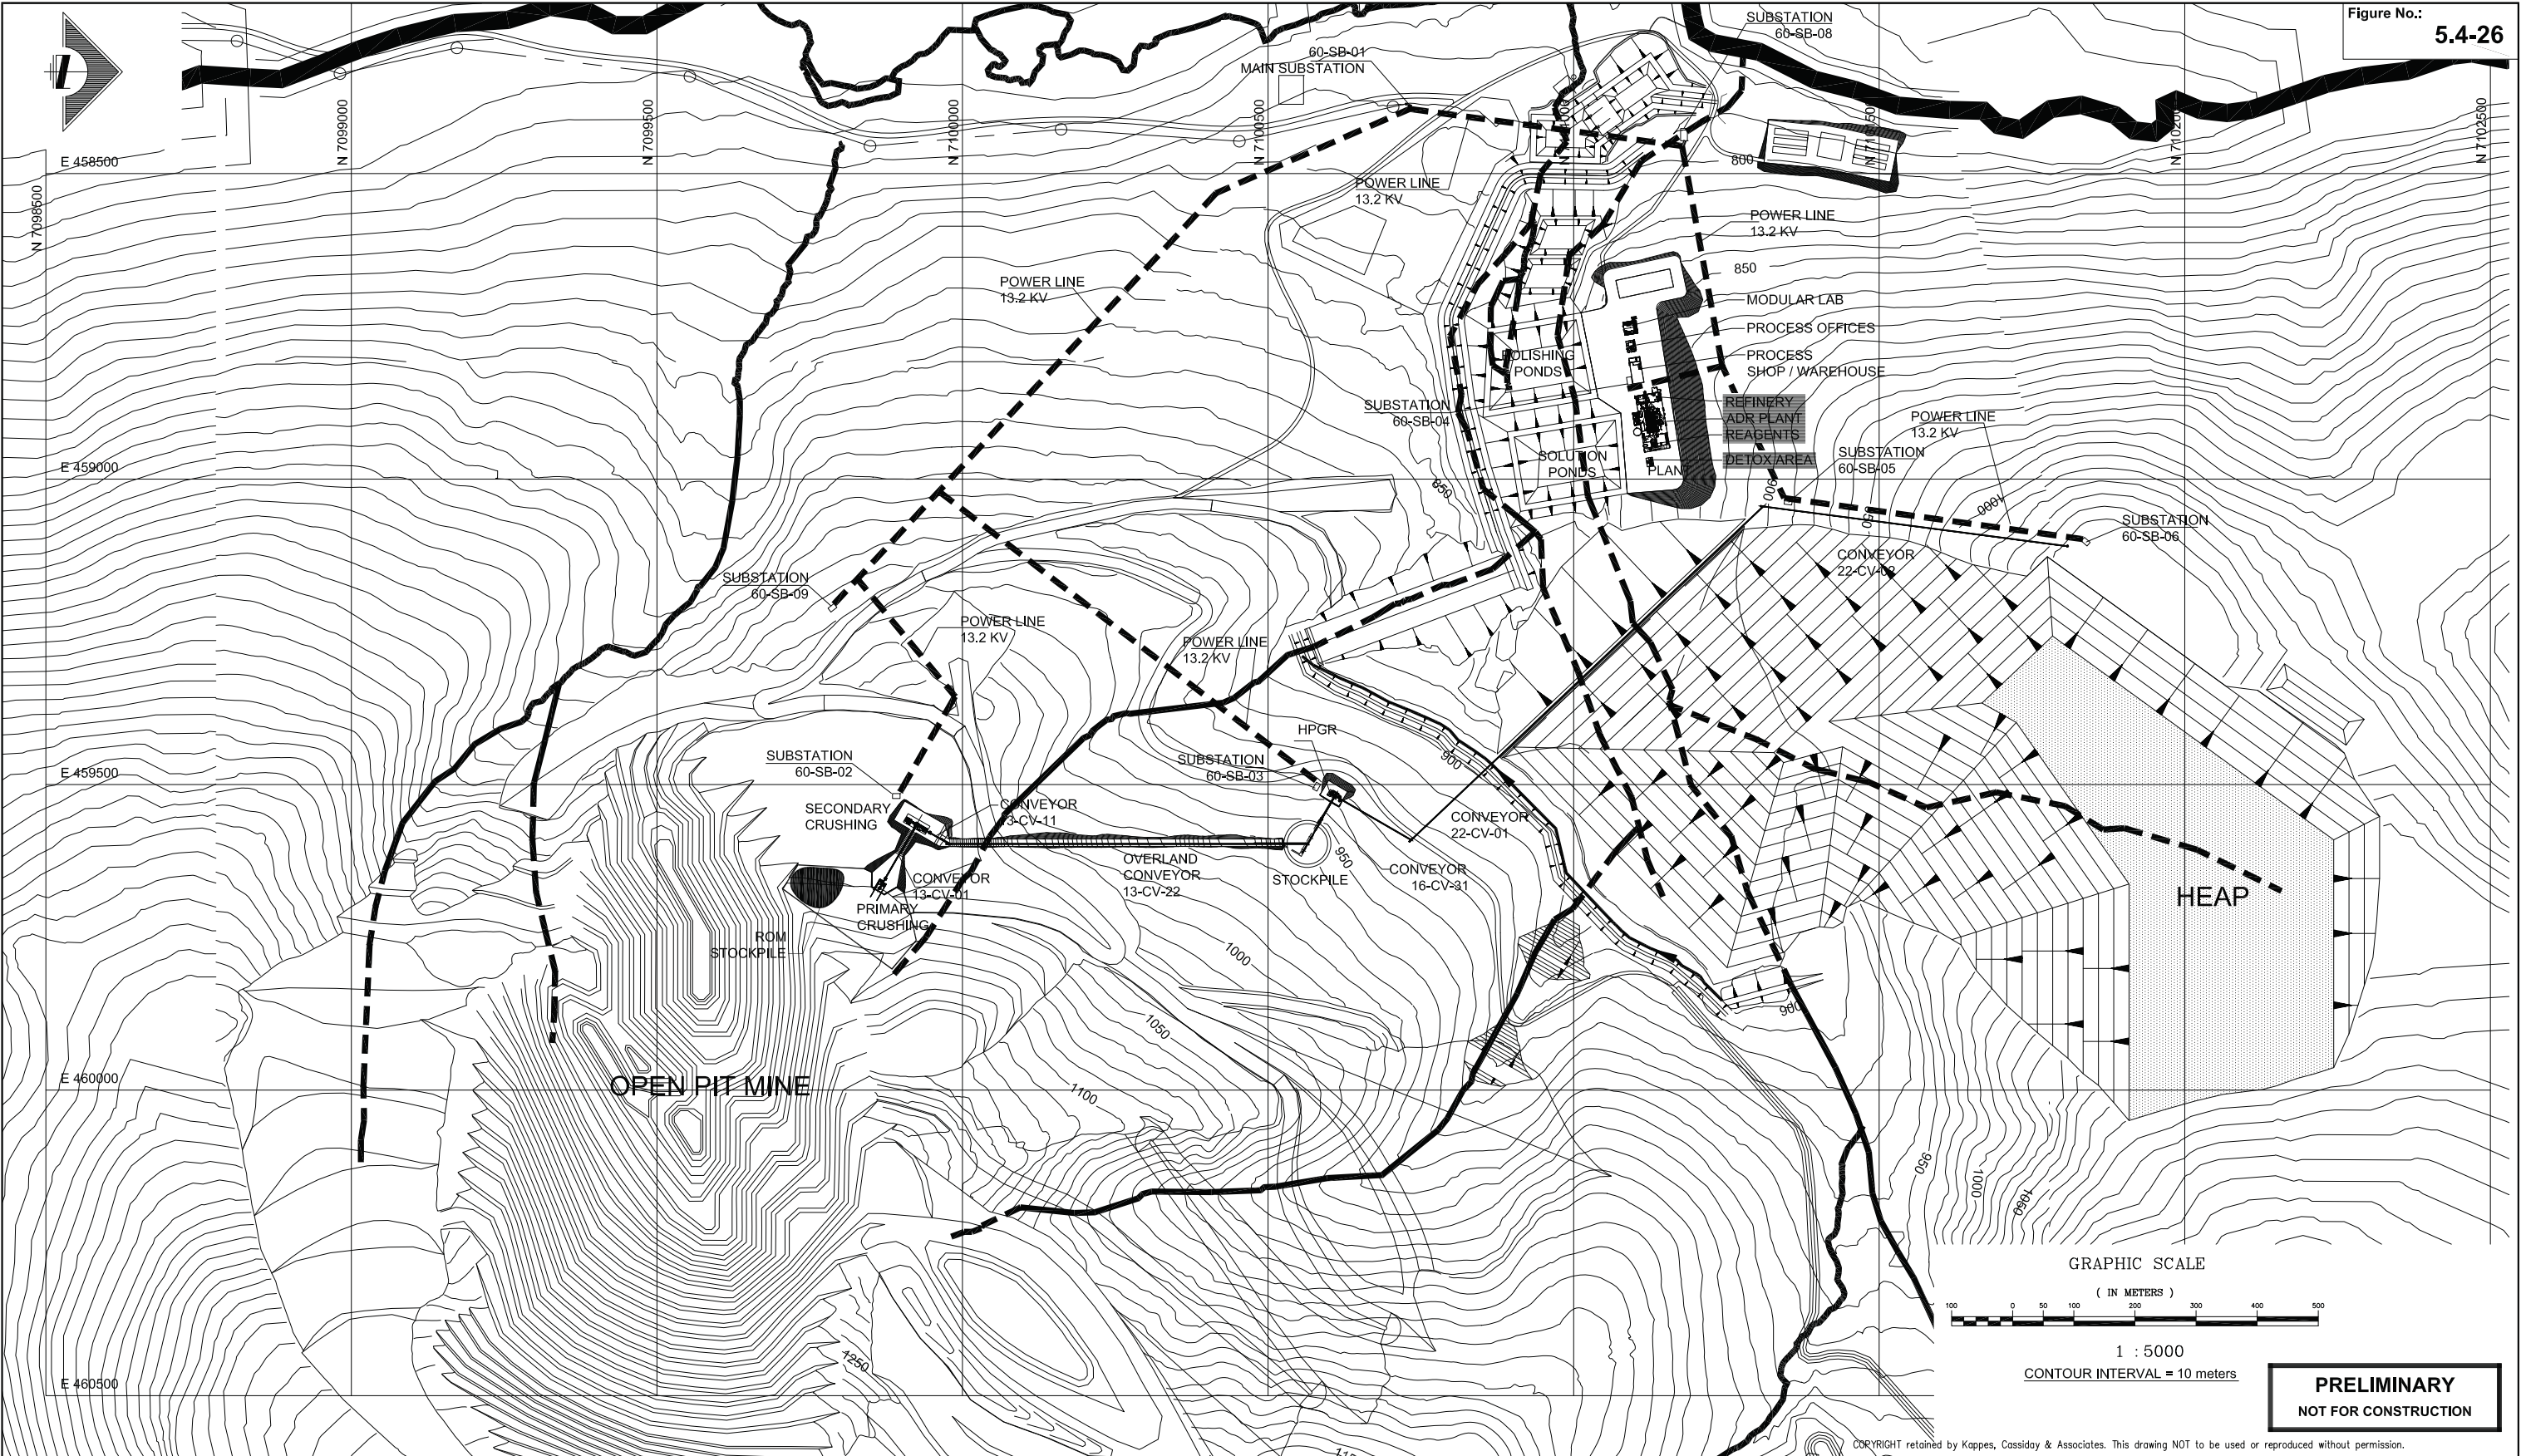 Figure No.:
5.4-26
SUBSTATION
60-SB-08
60-SB-01
MAIN SUBSTATION
N 7098500
N 7099000
N 7099500
N 7100000
N 7100500
N 7102500
E 458500
800
POWER LINE
13.2 KV
POWER LINE
13.2 KV
850
POWER LINE
13.2 KV
MODULAR LAB
PROCESS OFFICES
PROCESS
SHOP / WAREHOUSE
POLISHING
PONDS
SUBSTATION
60-SB-04
REFINERY
ADR PLANT
REAGENTS
DETOX AREA
POWER LINE
13.2 KV
SUBSTATION
60-SB-05
SOLUTION
PONDS
PLANT
E 459000
850
900
950
1000
SUBSTATION
60-SB-06
CONVEYOR
22-CV-02
SUBSTATION
60-SB-09
POWER LINE
13.2 KV
POWER LINE
13.2 KV
HPGR
SUBSTATION
60-SB-02
SUBSTATION
60-SB-03
900
E 459500
SECONDARY
CRUSHING
CONVEYOR
13-CV-11
CONVEYOR
22-CV-01
OVERLAND
CONVEYOR
13-CV-22
STOCKPILE
950
CONVEYOR
16-CV-31
CONVEYOR
13-CV-01
PRIMARY
CRUSHING
ROM
STOCKPILE
HEAP
1000
1050
900
1100
E 460000
OPEN PIT MINE
950
1000
1050
1250
E 460500
GRAPHIC SCALE
( IN METERS )
100 0 50 100 200 300 400 500
1 : 5000
CONTOUR INTERVAL = 10 meters
PRELIMINARY
NOT FOR CONSTRUCTION
COPYRIGHT retained by Kappes, Cassiday & Associates. This drawing NOT to be used or reproduced without permission.